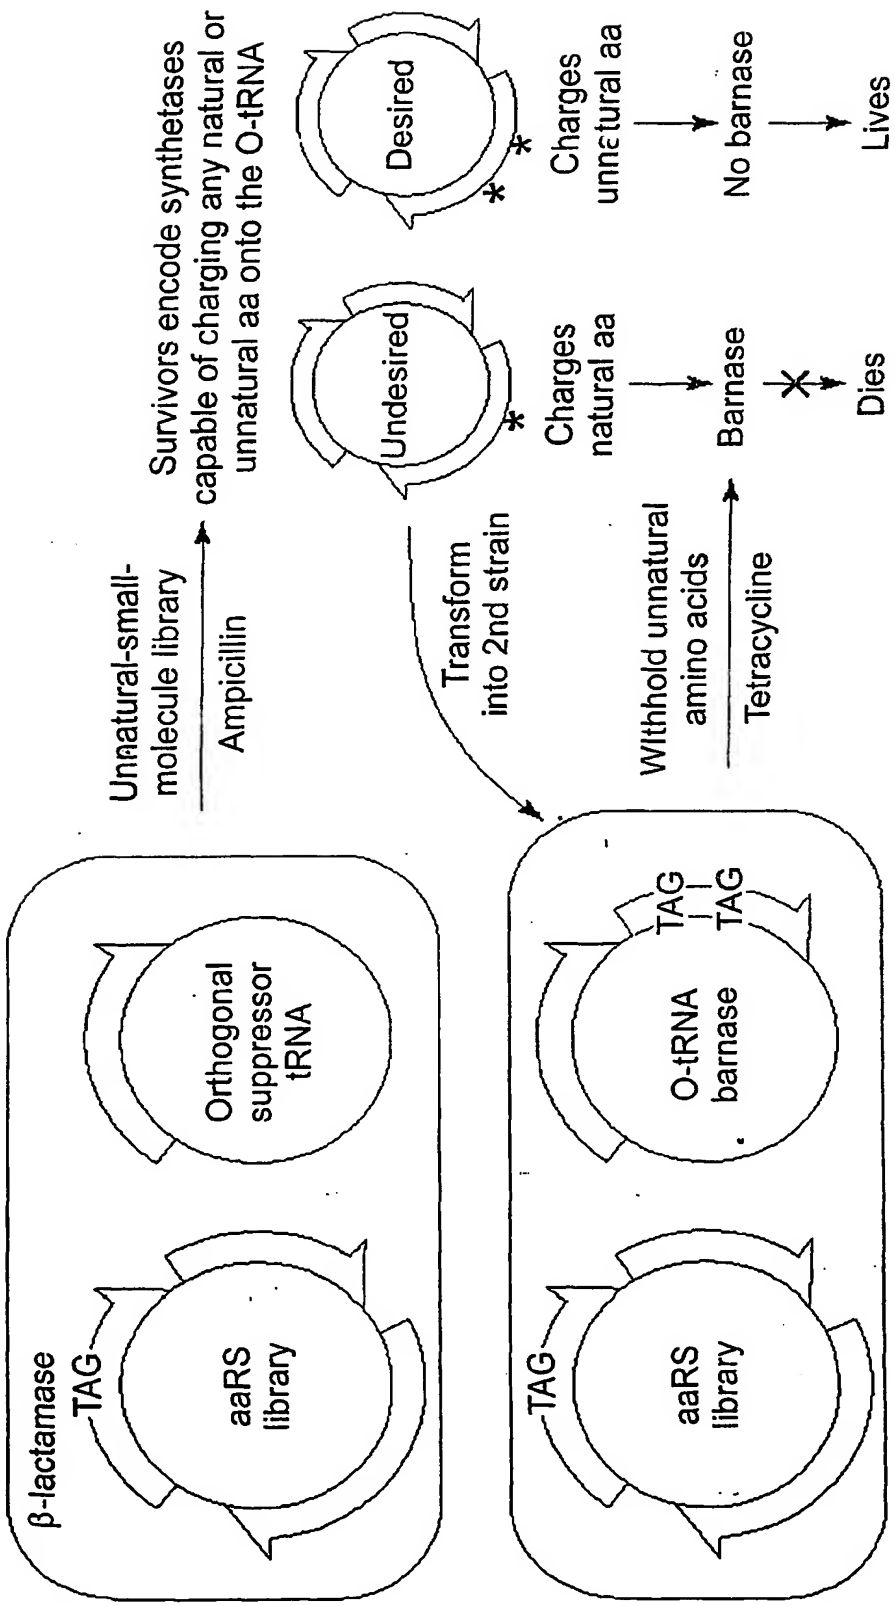 β-lactamase
TAG
aaRS
library
Orthogonal
suppressor
tRNA
Unnatural-small-
molecule library
Ampicillin
Survivors encode synthetases
capable of charging any natural or
unnatural aa onto the O-tRNA
Undesired
*
Desired
* *
Transform
into 2nd strain
TAG
aaRS
library
O-tRNA
barnase
TAG TAG
TAG
Withhold unnatural
amino acids
Tetracycline
Charges
natural aa
Barnase
Dies
Charges
unnatural aa
No barnase
Lives